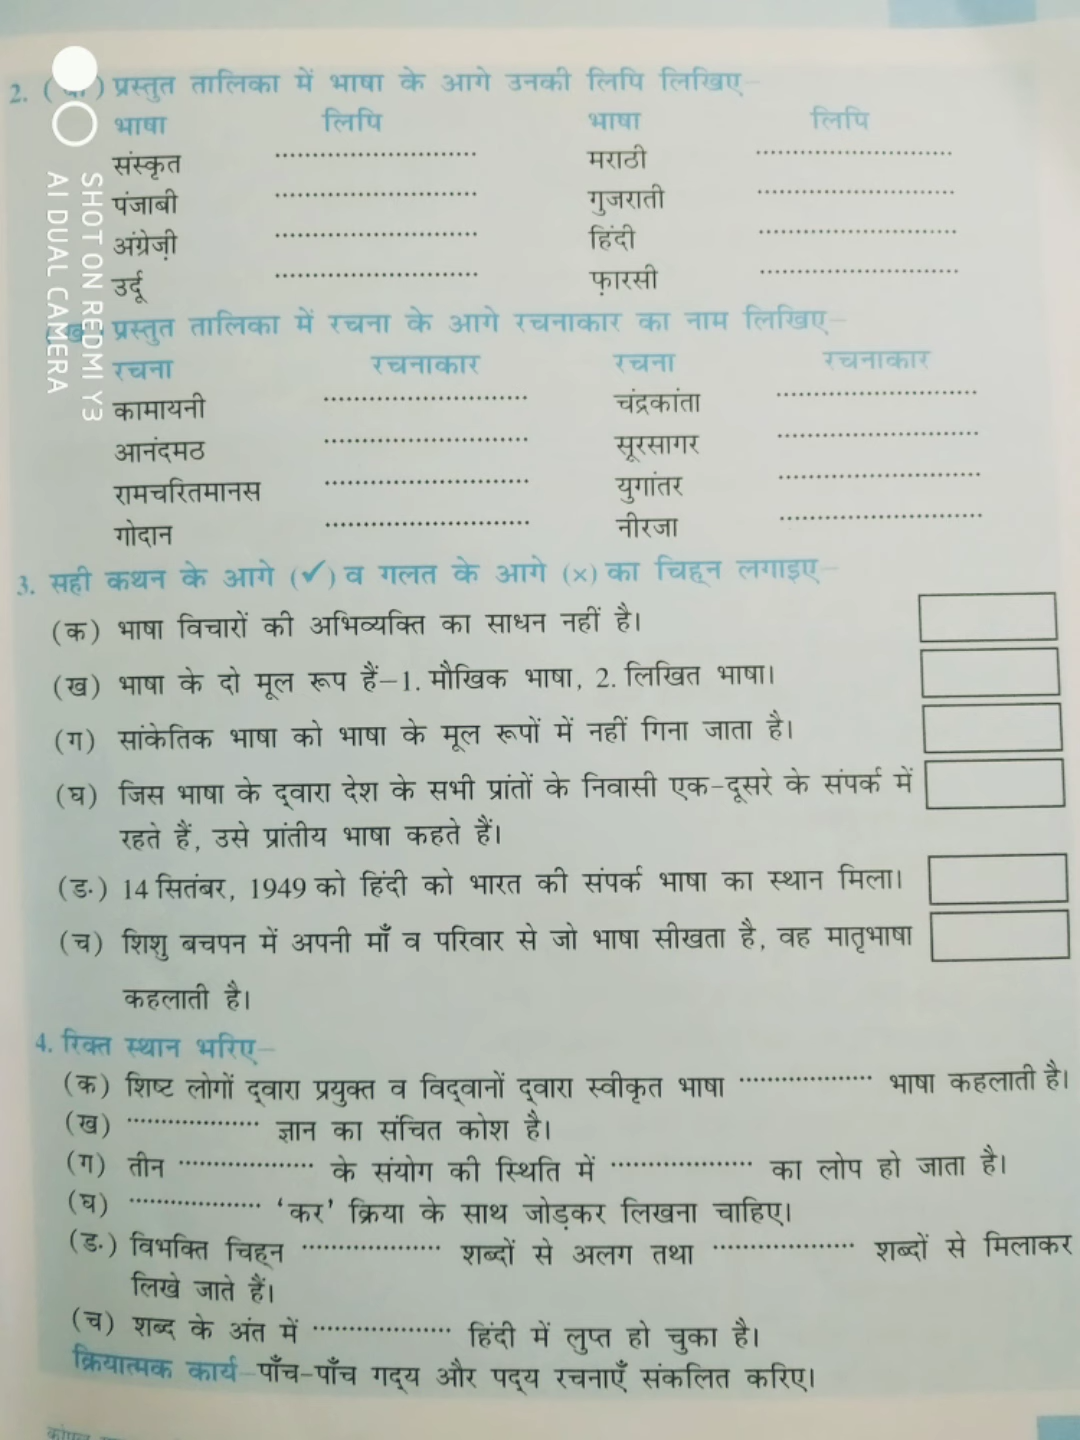 2. ( ) प्रस्तुत तालिका में भाषा के आगे उनकी लिपि लिखिए–
भाषा लिपि भाषा लिपि
संस्कृत ........................... मराठी ...........................
पंजाबी ........................... गुजराती ...........................
अंग्रेज़ी ........................... हिंदी ...........................
उर्दू ........................... फ़ारसी ...........................
(ख) प्रस्तुत तालिका में रचना के आगे रचनाकार का नाम लिखिए–
रचना रचनाकार रचना रचनाकार
कामायनी ........................... चंद्रकांता ...........................
आनंदमठ ........................... सूरसागर ...........................
रामचरितमानस ........................... युगांतर ...........................
गोदान ........................... नीरजा ...........................
3. सही कथन के आगे (✓) व गलत के आगे (×) का चिह्न लगाइए–
(क) भाषा विचारों की अभिव्यक्ति का साधन नहीं है।
(ख) भाषा के दो मूल रूप हैं–1. मौखिक भाषा, 2. लिखित भाषा।
(ग) सांकेतिक भाषा को भाषा के मूल रूपों में नहीं गिना जाता है।
(घ) जिस भाषा के द्वारा देश के सभी प्रांतों के निवासी एक-दूसरे के संपर्क में
रहते हैं, उसे प्रांतीय भाषा कहते हैं।
(ङ) 14 सितंबर, 1949 को हिंदी को भारत की संपर्क भाषा का स्थान मिला।
(च) शिशु बचपन में अपनी माँ व परिवार से जो भाषा सीखता है, वह मातृभाषा
कहलाती है।
4. रिक्त स्थान भरिए–
(क) शिष्ट लोगों द्वारा प्रयुक्त व विद्वानों द्वारा स्वीकृत भाषा .................. भाषा कहलाती है।
(ख) .................. ज्ञान का संचित कोश है।
(ग) तीन .................. के संयोग की स्थिति में .................. का लोप हो जाता है।
(घ) .................. 'कर' क्रिया के साथ जोड़कर लिखना चाहिए।
(ङ) विभक्ति चिह्न .................. शब्दों से अलग तथा .................. शब्दों से मिलाकर
लिखे जाते हैं।
(च) शब्द के अंत में .................. हिंदी में लुप्त हो चुका है।
क्रियात्मक कार्य–पाँच-पाँच गद्य और पद्य रचनाएँ संकलित करिए।
SHOT ON REDMI Y3
AI DUAL CAMERA